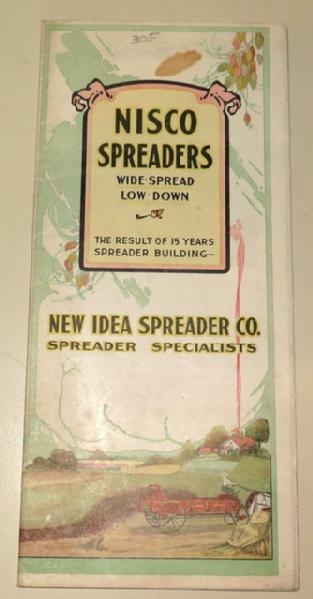 NISCO
SPREADERS
WIDE-SPREAD
LOW-DOWN
THE RESULT OF 15 YEARS
SPREADER BUILDING
NEW IDEA SPREADER CO.
SPREADER SPECIALISTS